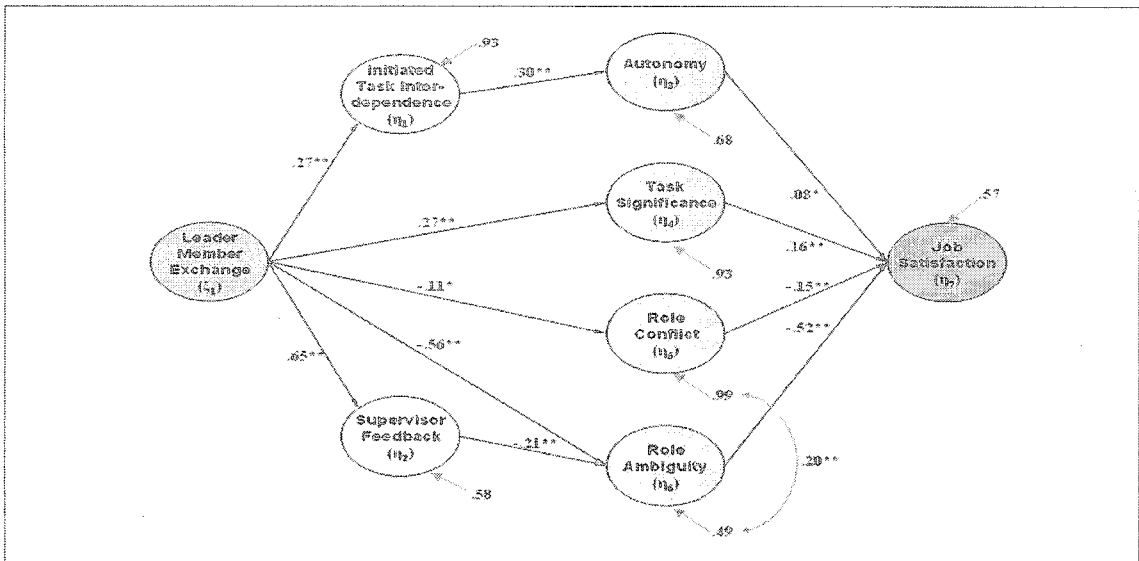 .93
Initiated
Task Inter-
dependence
(η1)
.30**
Autonomy
(η3)
.68
.27**
.27**
Task
Significance
(η4)
.93
.08*
.16**
.57
Leader
Member
Exchange
(ξ1)
Job
Satisfaction
(η7)
-.11*
-.15**
Role
Conflict
(η5)
-.56**
-.52**
.65**
.99
Supervisor
Feedback
(η2)
-.21**
Role
Ambiguity
(η6)
.20**
.58
.49